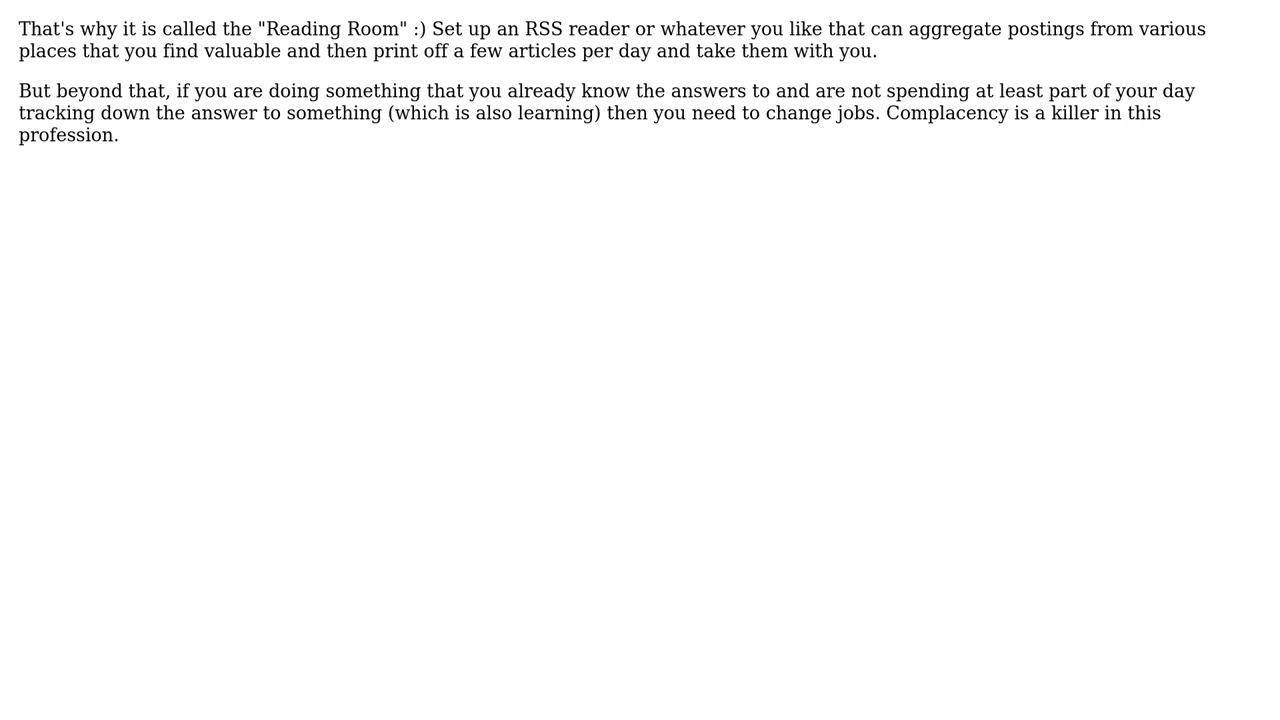 That's why it is called the "Reading Room" :) Set up an RSS reader or whatever you like that can aggregate postings from various
places that you find valuable and then print off a few articles per day and take them with you.
But beyond that, if you are doing something that you already know the answers to and are not spending at least part of your day
tracking down the answer to something (which is also learning) then you need to change jobs. Complacency is a killer in this
profession.